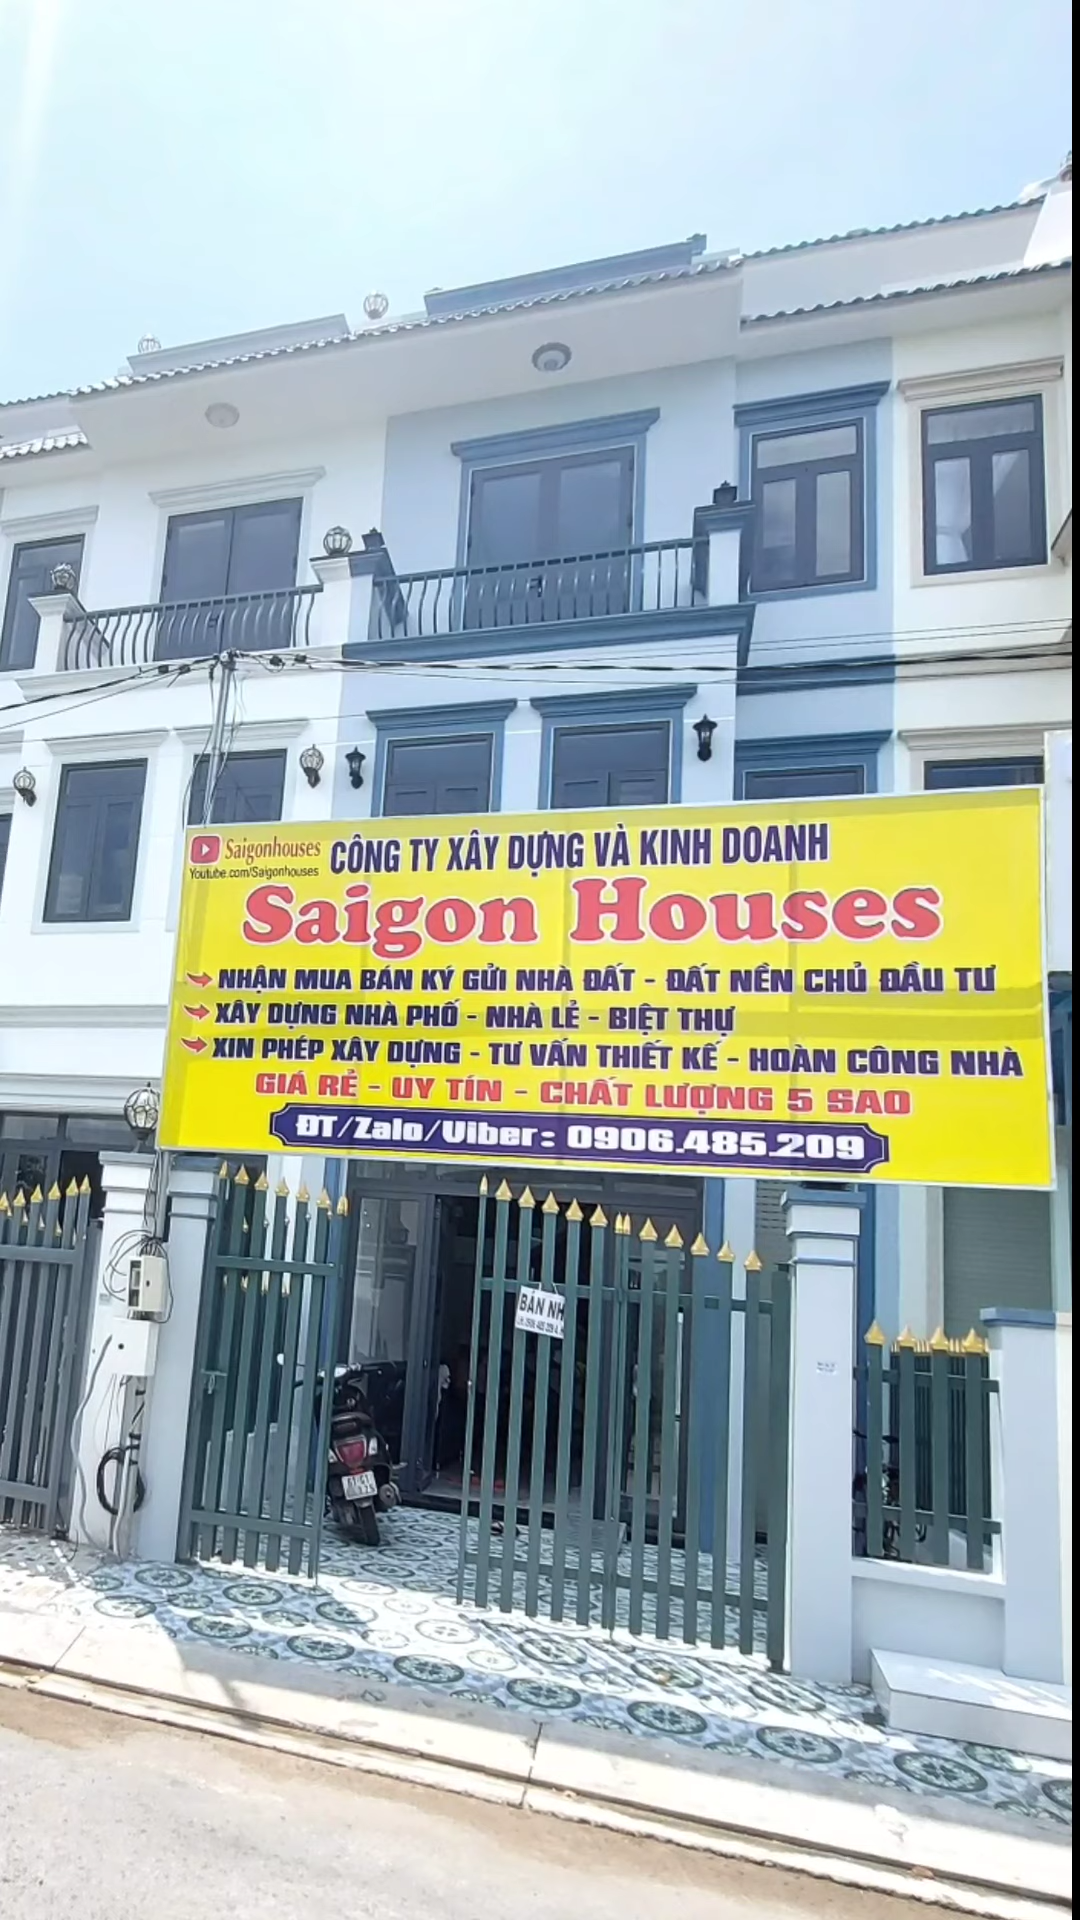 Saigonhouses
Youtube.com/Saigonhouses
CÔNG TY XÂY DỰNG VÀ KINH DOANH
Saigon Houses
NHẬN MUA BÁN KÝ GỬI NHÀ ĐẤT - ĐẤT NỀN CHỦ ĐẦU TƯ
XÂY DỰNG NHÀ PHỐ - NHÀ LẺ - BIỆT THỰ
XIN PHÉP XÂY DỰNG - TƯ VẤN THIẾT KẾ - HOÀN CÔNG NHÀ
GIÁ RẺ - UY TÍN - CHẤT LƯỢNG 5 SAO
ĐT/Zalo/Viber: 0906.485.209
BÁN NH